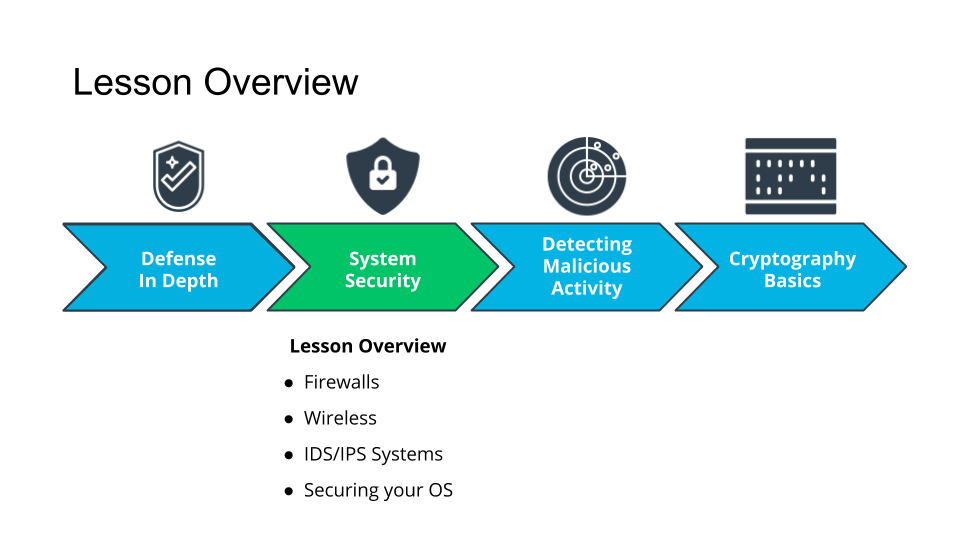 Lesson Overview
Defense
In Depth
System
Security
Detecting
Malicious
Activity
Cryptography
Basics
Lesson Overview
● Firewalls
● Wireless
● IDS/IPS Systems
● Securing your OS